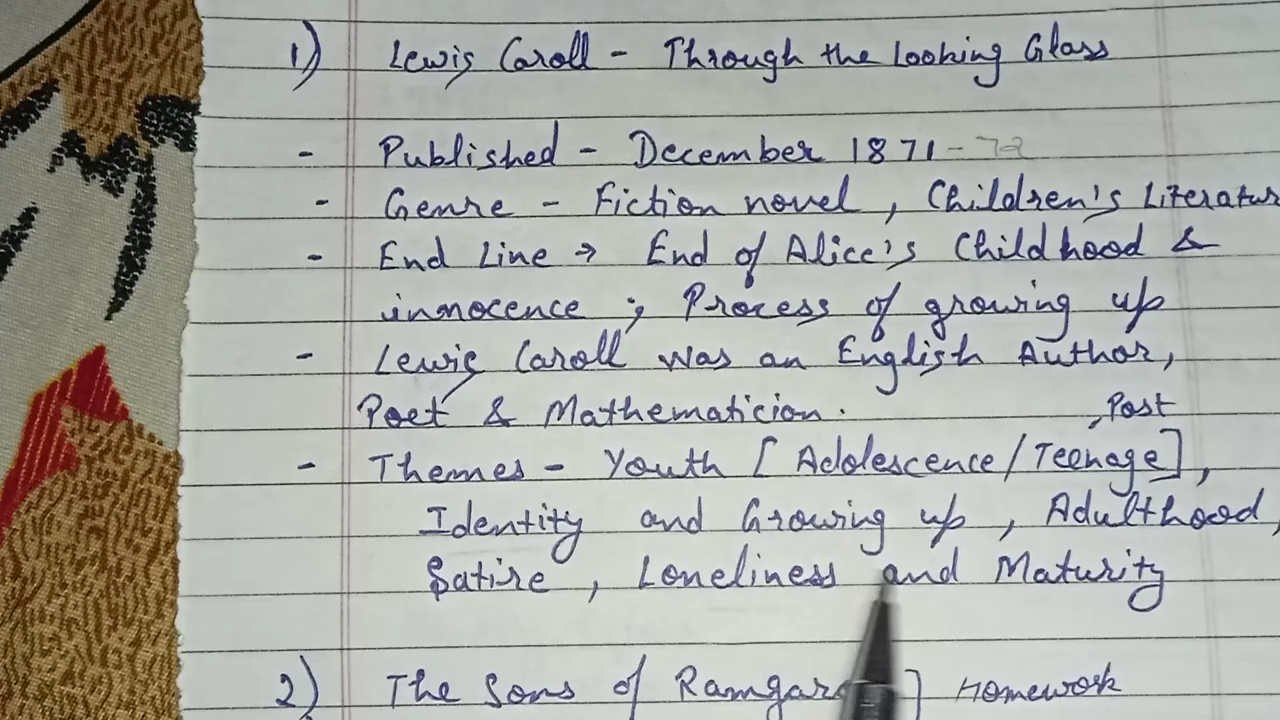 1) Lewis Caroll - Through the Looking Glass
- Published - December 1871-72
- Genre - Fiction novel, Children's Literatur
- End Line → End of Alice's Childhood &
innocence ; Process of growing up
- Lewis Caroll was an English Author,
Poet & Mathematician.
, Post
- Themes - Youth [Adolescence/Teenage],
Identity and Growing up, Adulthood,
Satire, Loneliness and Maturity
2) The Sons of ] Homework